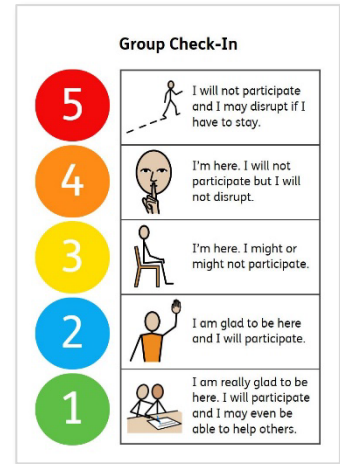 Group Check-In
5
I will not participate
and I may disrupt if I
have to stay.
4
I'm here. I will not
participate but I will
not disrupt.
3
I'm here. I might or
might not participate.
2
I am glad to be here
and I will participate.
1
I am really glad to be
here. I will participate
and I may even be
able to help others.